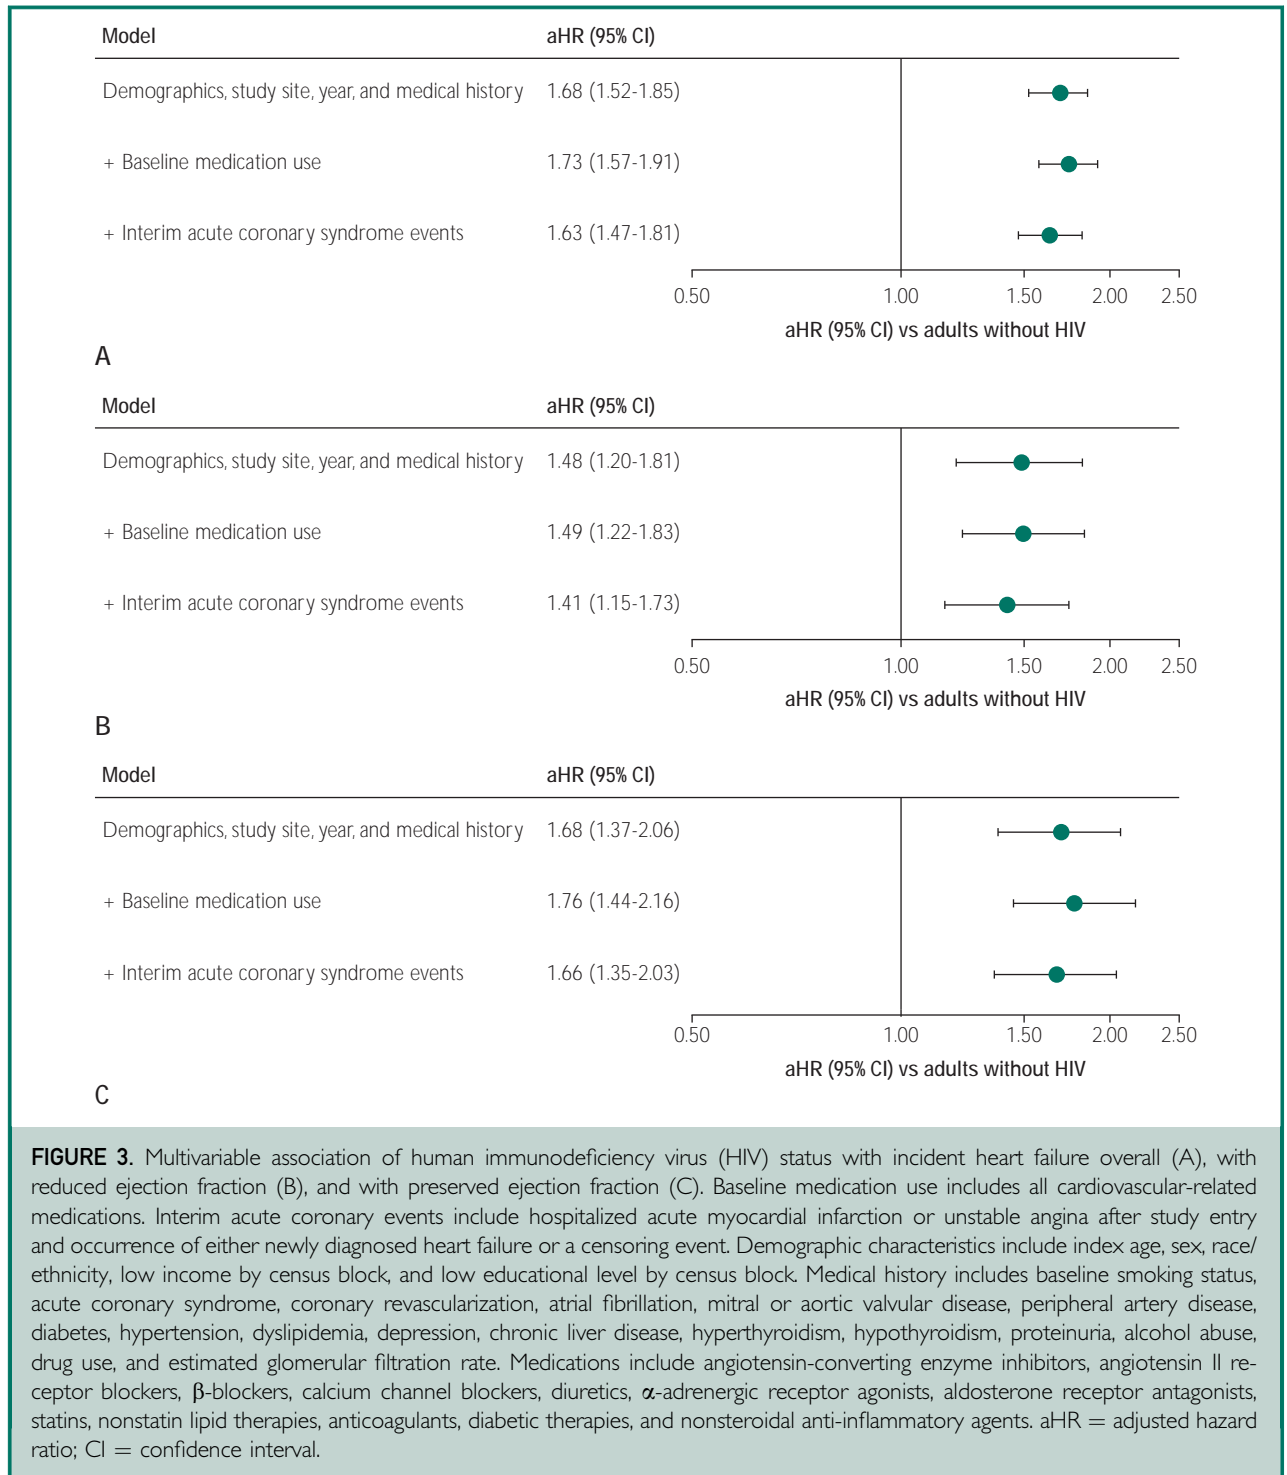 Model aHR (95% CI)
Demographics, study site, year, and medical history 1.68 (1.52-1.85)
+ Baseline medication use 1.73 (1.57-1.91)
+ Interim acute coronary syndrome events 1.63 (1.47-1.81)
0.50 1.00 1.50 2.00 2.50
aHR (95% CI) vs adults without HIV
A
Model aHR (95% CI)
Demographics, study site, year, and medical history 1.48 (1.20-1.81)
+ Baseline medication use 1.49 (1.22-1.83)
+ Interim acute coronary syndrome events 1.41 (1.15-1.73)
0.50 1.00 1.50 2.00 2.50
aHR (95% CI) vs adults without HIV
B
Model aHR (95% CI)
Demographics, study site, year, and medical history 1.68 (1.37-2.06)
+ Baseline medication use 1.76 (1.44-2.16)
+ Interim acute coronary syndrome events 1.66 (1.35-2.03)
0.50 1.00 1.50 2.00 2.50
aHR (95% CI) vs adults without HIV
C
FIGURE 3. Multivariable association of human immunodeficiency virus (HIV) status with incident heart failure overall (A), with
reduced ejection fraction (B), and with preserved ejection fraction (C). Baseline medication use includes all cardiovascular-related
medications. Interim acute coronary events include hospitalized acute myocardial infarction or unstable angina after study entry
and occurrence of either newly diagnosed heart failure or a censoring event. Demographic characteristics include index age, sex, race/
ethnicity, low income by census block, and low educational level by census block. Medical history includes baseline smoking status,
acute coronary syndrome, coronary revascularization, atrial fibrillation, mitral or aortic valvular disease, peripheral artery disease,
diabetes, hypertension, dyslipidemia, depression, chronic liver disease, hyperthyroidism, hypothyroidism, proteinuria, alcohol abuse,
drug use, and estimated glomerular filtration rate. Medications include angiotensin-converting enzyme inhibitors, angiotensin II re-
ceptor blockers, β-blockers, calcium channel blockers, diuretics, α-adrenergic receptor agonists, aldosterone receptor antagonists,
statins, nonstatin lipid therapies, anticoagulants, diabetic therapies, and nonsteroidal anti-inflammatory agents. aHR = adjusted hazard
ratio; CI = confidence interval.